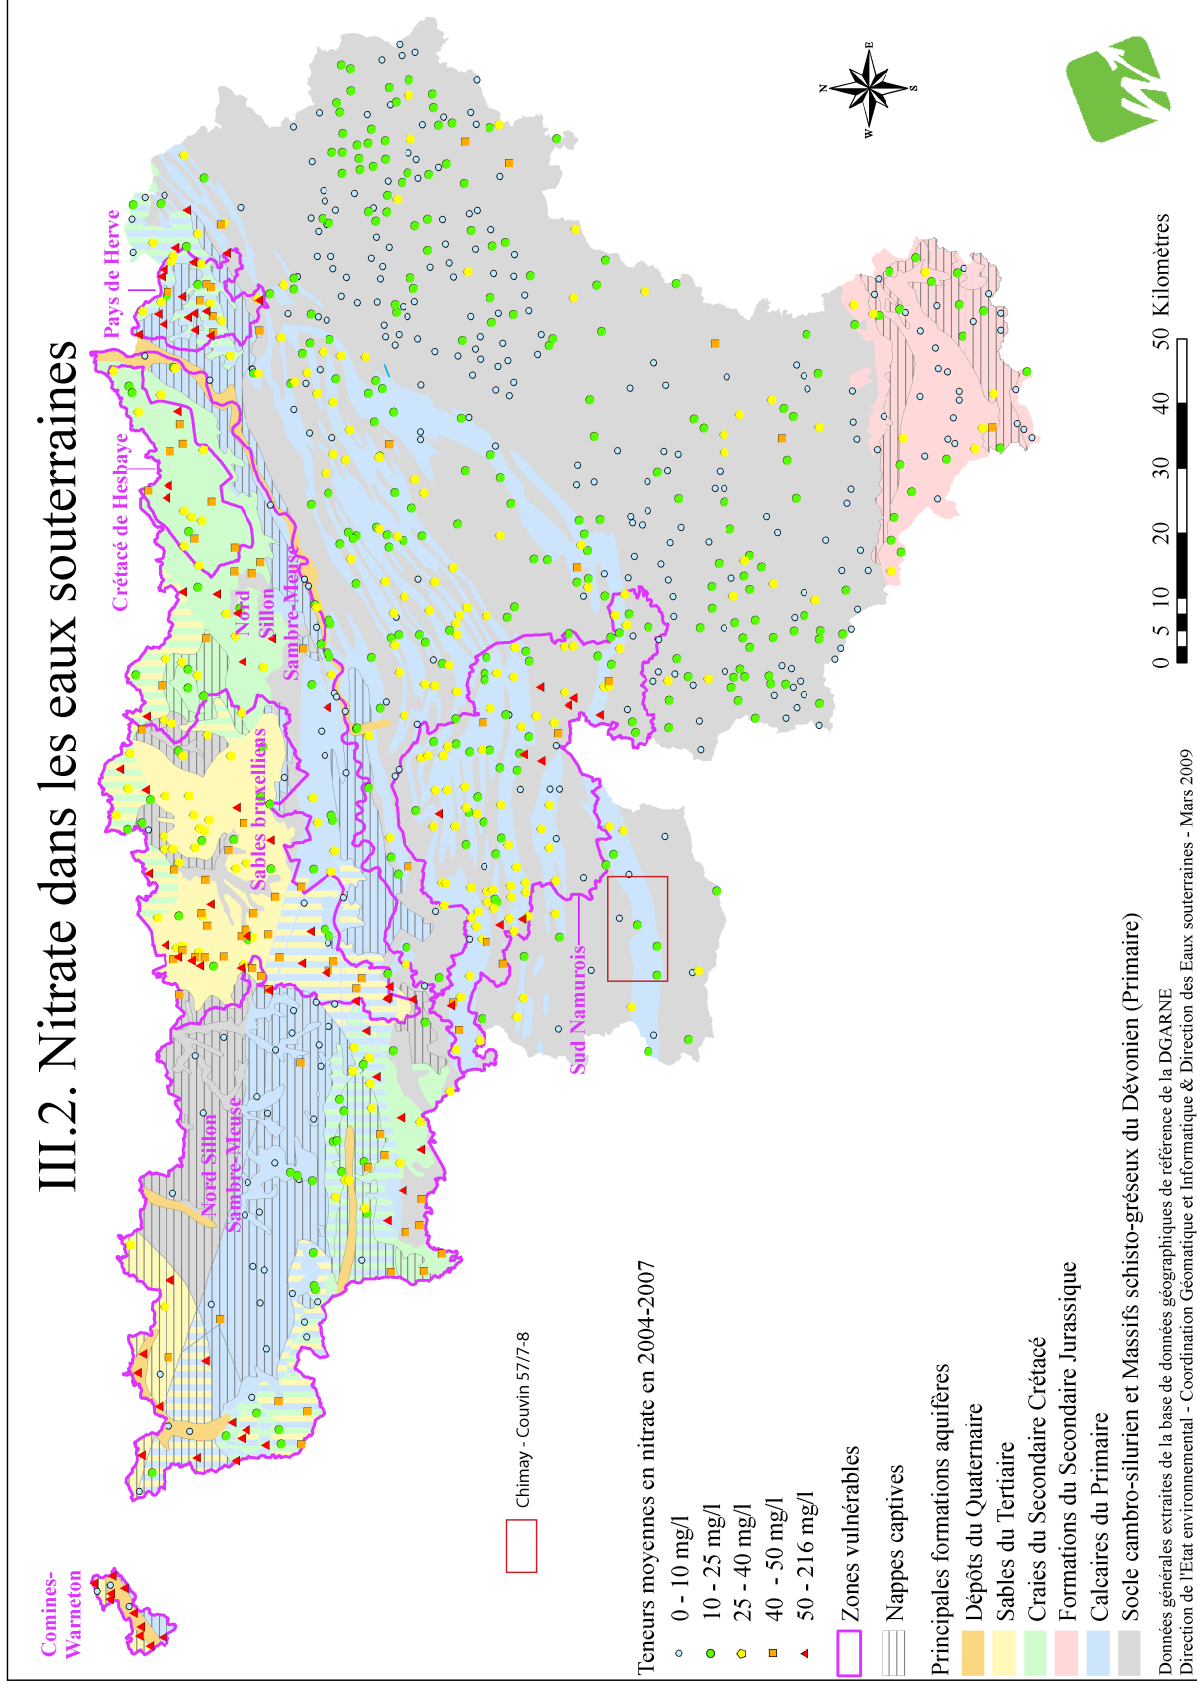 III.2. Nitrate dans les eaux souterraines
Comines-
Warneton
Nord Sillon
Sambre-Meuse
Sables bruxelliens
Nord
Sillon
Sambre-Meuse
Crétacé de Hesbaye
Pays de Herve
Sud Namurois
N
E
S
W
Chimay - Couvin 57/7-8
Teneurs moyennes en nitrate en 2004-2007
0 - 10 mg/l
10 - 25 mg/l
25 - 40 mg/l
40 - 50 mg/l
50 - 216 mg/l
Zones vulnérables
Nappes captives
Principales formations aquifères
Dépôts du Quaternaire
Sables du Tertiaire
Craies du Secondaire Crétacé
Formations du Secondaire Jurassique
Calcaires du Primaire
Socle cambro-silurien et Massifs schisto-gréseux du Dévonien (Primaire)
0 5 10 20 30 40 50 Kilomètres
Données générales extraites de la base de données géographiques de référence de la DGARNE
Direction de l'Etat environnemental - Coordination Géomatique et Informatique & Direction des Eaux souterraines - Mars 2009